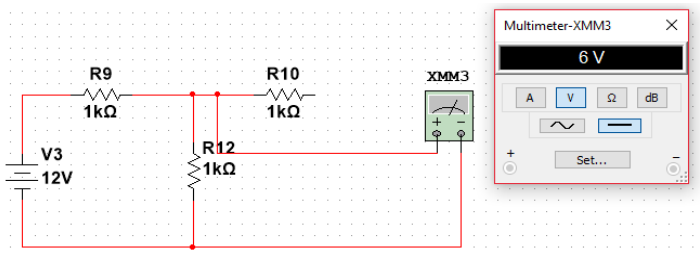 R9
1kΩ
R10
1kΩ
XMM3
+ −
V3
12V
R12
1kΩ
Multimeter-XMM3 ×
6 V
A V Ω dB
+ Set... −